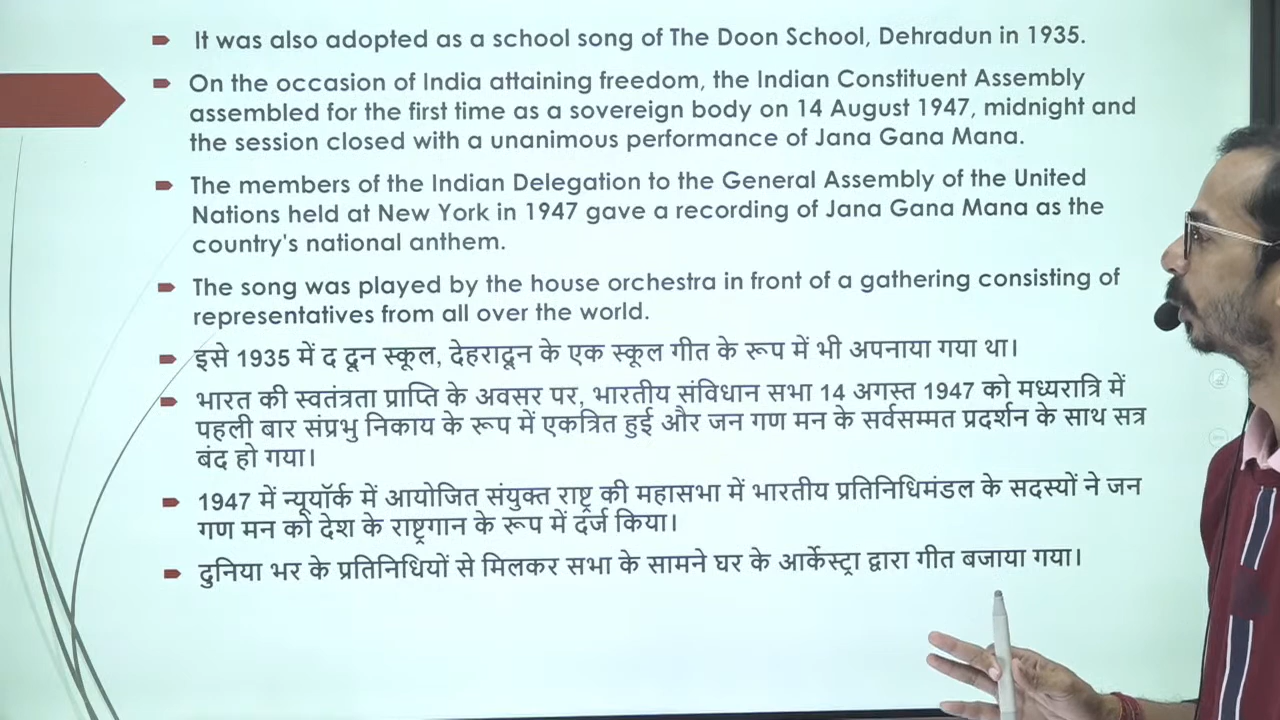 It was also adopted as a school song of The Doon School, Dehradun in 1935.
On the occasion of India attaining freedom, the Indian Constituent Assembly
assembled for the first time as a sovereign body on 14 August 1947, midnight and
the session closed with a unanimous performance of Jana Gana Mana.
The members of the Indian Delegation to the General Assembly of the United
Nations held at New York in 1947 gave a recording of Jana Gana Mana as the
country's national anthem.
The song was played by the house orchestra in front of a gathering consisting of
representatives from all over the world.
इसे 1935 में द दून स्कूल, देहरादून के एक स्कूल गीत के रूप में भी अपनाया गया था।
भारत की स्वतंत्रता प्राप्ति के अवसर पर, भारतीय संविधान सभा 14 अगस्त 1947 को मध्यरात्रि में
पहली बार संप्रभु निकाय के रूप में एकत्रित हुई और जन गण मन के सर्वसम्मत प्रदर्शन के साथ सत्र
बंद हो गया।
1947 में न्यूयॉर्क में आयोजित संयुक्त राष्ट्र की महासभा में भारतीय प्रतिनिधिमंडल के सदस्यों ने जन
गण मन को देश के राष्ट्रगान के रूप में दर्ज किया।
दुनिया भर के प्रतिनिधियों से मिलकर सभा के सामने घर के आर्केस्ट्रा द्वारा गीत बजाया गया।